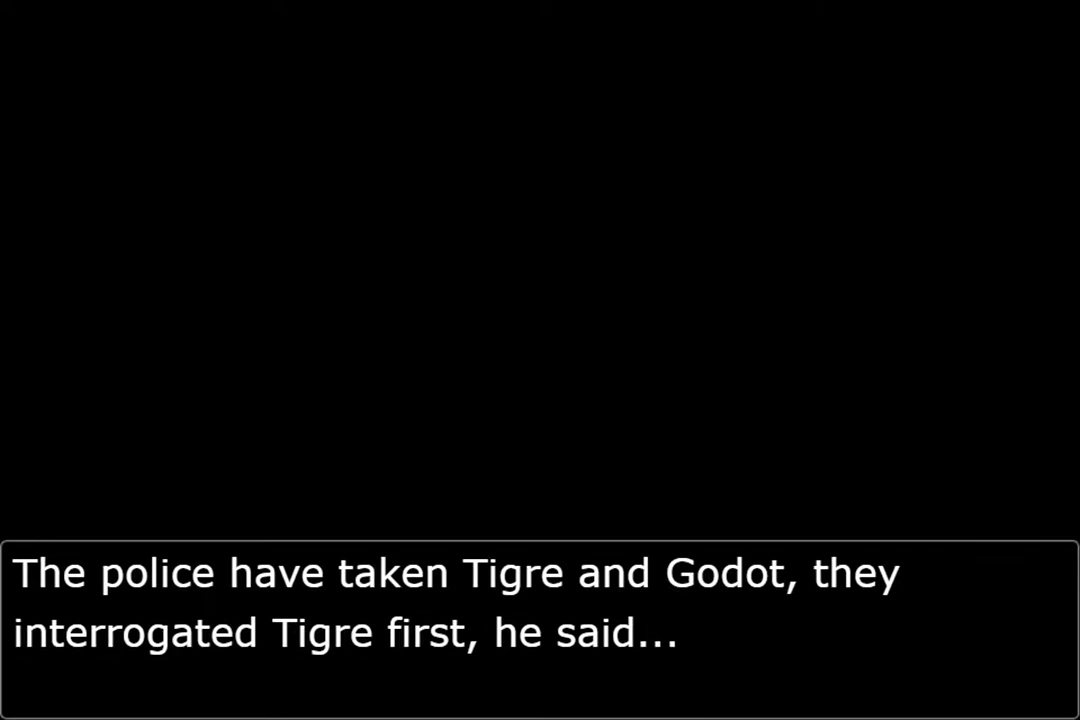 The police have taken Tigre and Godot, they
interrogated Tigre first, he said...